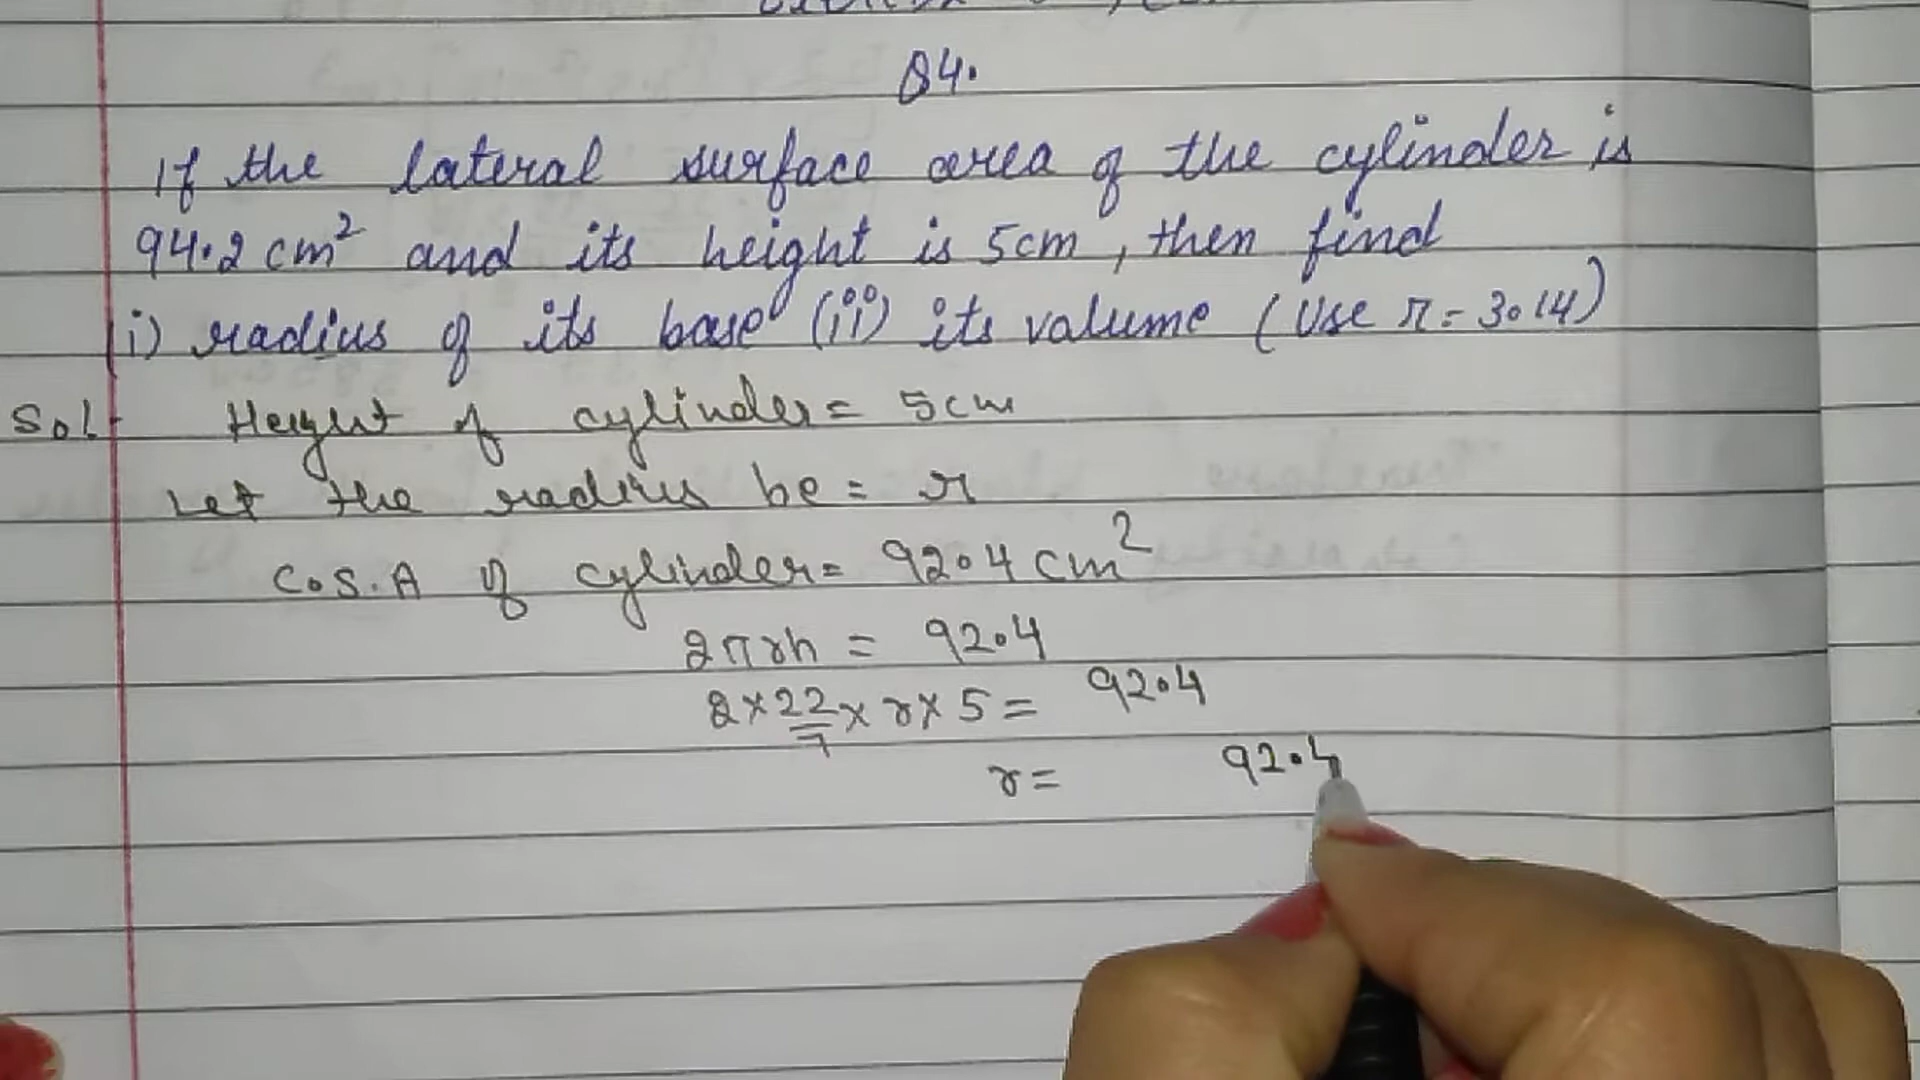 Q4.
If the lateral surface area of the cylinder is
94.2 cm² and its height is 5cm, then find
(i) radius of its base (ii) its valume (Use π = 3.14)
Sol- Height of cylinder = 5cm
Let the radius be = r
C.S.A of cylinder = 92.4 cm²
2πrh = 92.4
2 × 22/7 × r × 5 = 92.4
r = 92.4